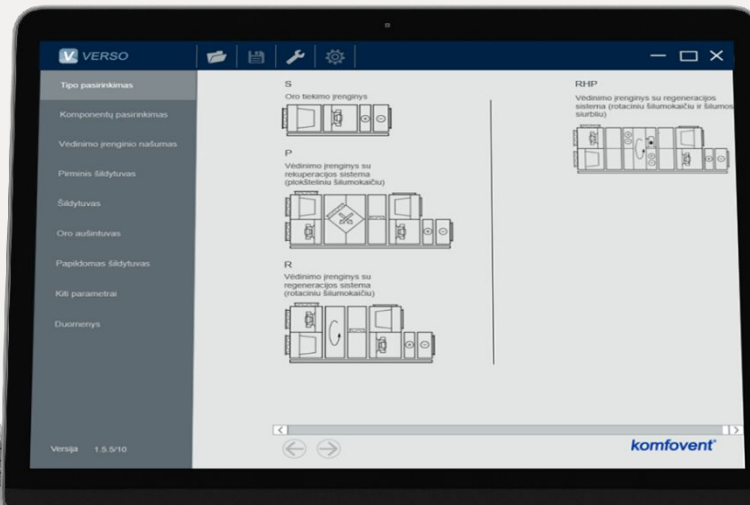 V VERSO
Tipo pasirinkimas
Komponentų pasirinkimas
Vėdinimo įrenginio našumas
Pirminis šildytuvas
Šildytuvas
Oro aušintuvas
Papildomas šildytuvas
Kiti parametrai
Duomenys
Versija 1.5.5/10
S
Oro tiekimo įrenginys
P
Vėdinimo įrenginys su
rekuperacijos sistema
(plokšteliniu šilumokaičiu)
R
Vėdinimo įrenginys su
regeneracijos sistema
(rotaciniu šilumokaičiu)
RHP
Vėdinimo įrenginys su regeneracijos
sistema (rotaciniu šilumokaičiu ir šilumos
siurbliu)
komfovent